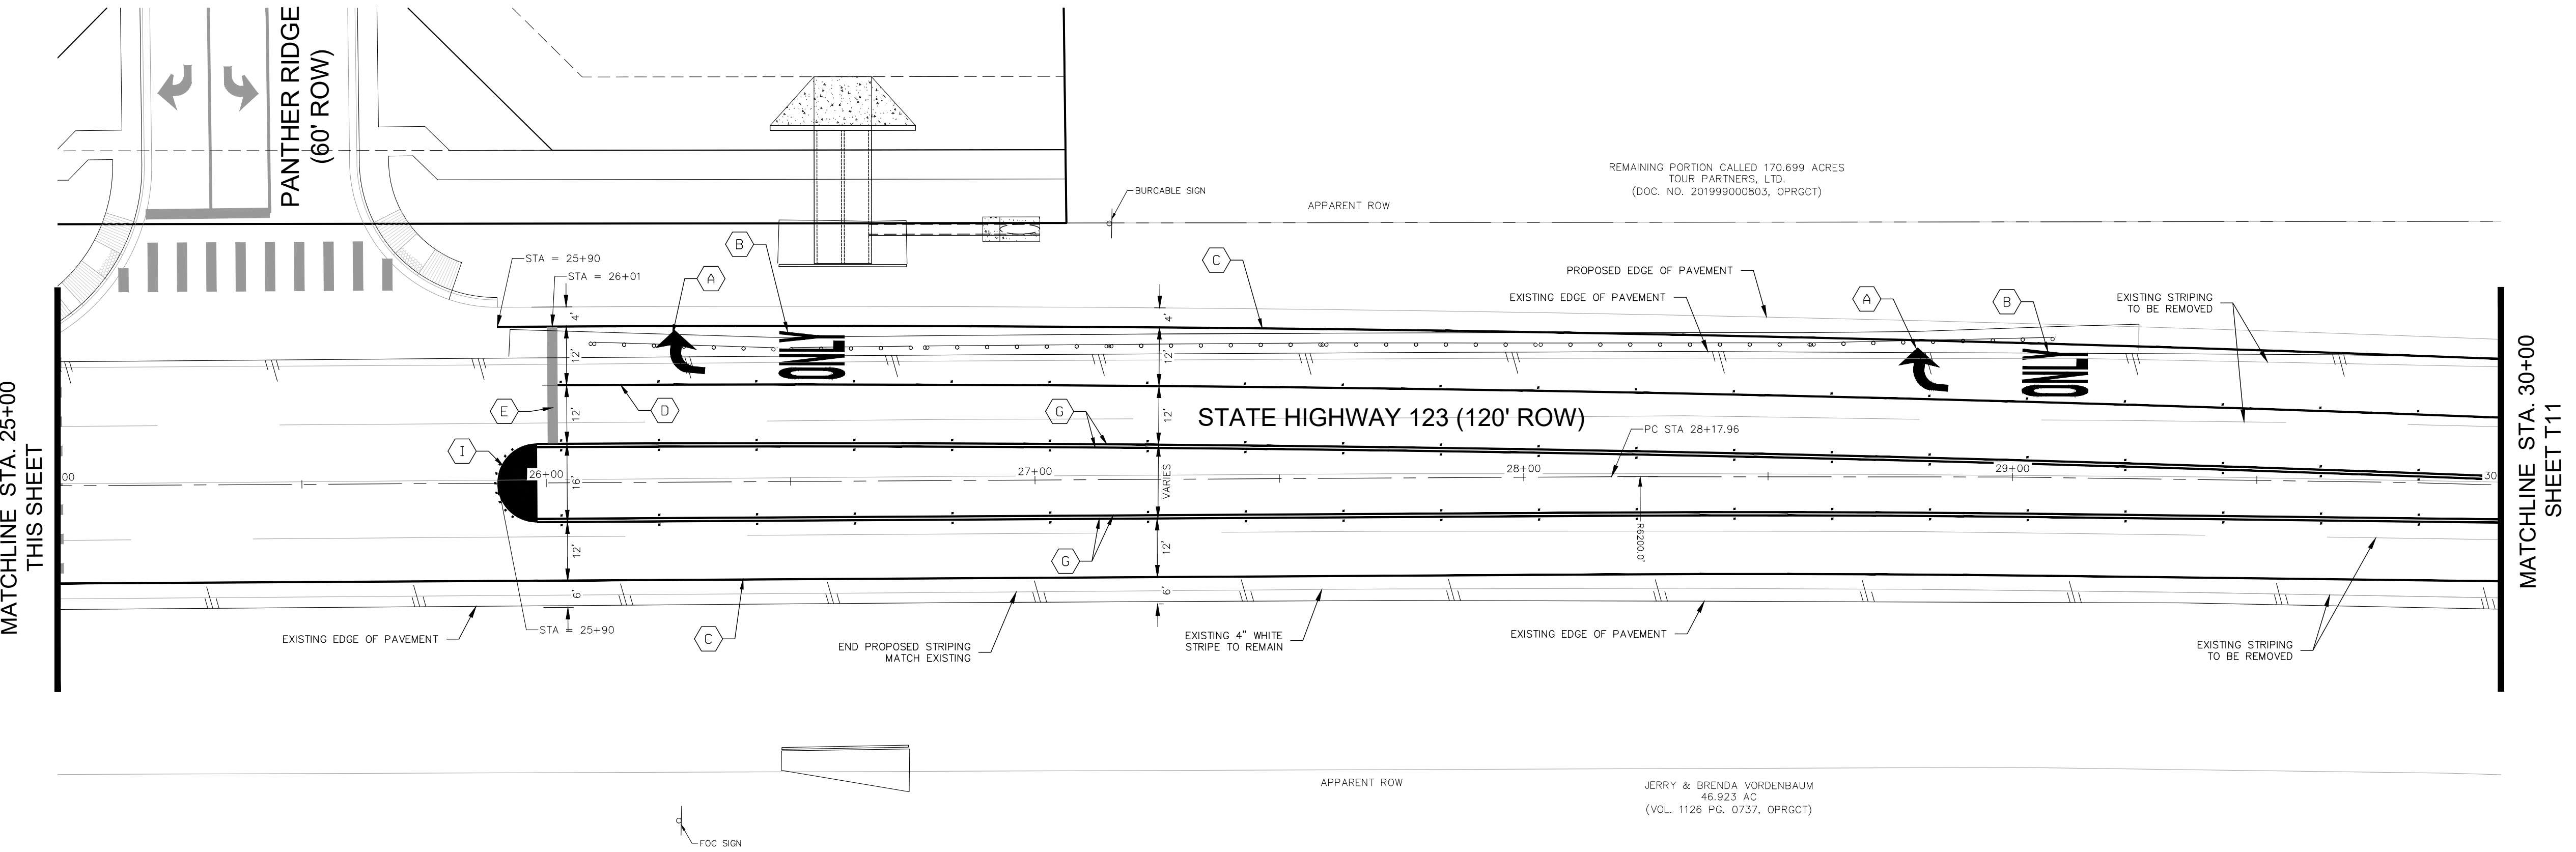 PANTHER RIDGE
(60' ROW)
REMAINING PORTION CALLED 170.699 ACRES
TOUR PARTNERS, LTD.
(DOC. NO. 201999000803, OPRGCT)
BURCABLE SIGN
APPARENT ROW
STA = 25+90
STA = 26+01
B
A
C
PROPOSED EDGE OF PAVEMENT
EXISTING EDGE OF PAVEMENT
A
B
EXISTING STRIPING
TO BE REMOVED
4'
4'
12'
ONLY
12'
ONLY
E
12'
D
G
12'
STATE HIGHWAY 123 (120' ROW)
PC STA 28+17.96
MATCHLINE STA. 25+00
THIS SHEET
MATCHLINE STA. 30+00
SHEET T11
I
00
26+00
27+00
28+00
29+00
30
16'
VARIES
R6200.0'
12'
G
12'
6'
6'
STA = 25+90
EXISTING EDGE OF PAVEMENT
C
END PROPOSED STRIPING
MATCH EXISTING
EXISTING 4" WHITE
STRIPE TO REMAIN
EXISTING EDGE OF PAVEMENT
EXISTING STRIPING
TO BE REMOVED
APPARENT ROW
JERRY & BRENDA VORDENBAUM
46.923 AC
(VOL. 1126 PG. 0737, OPRGCT)
FOC SIGN